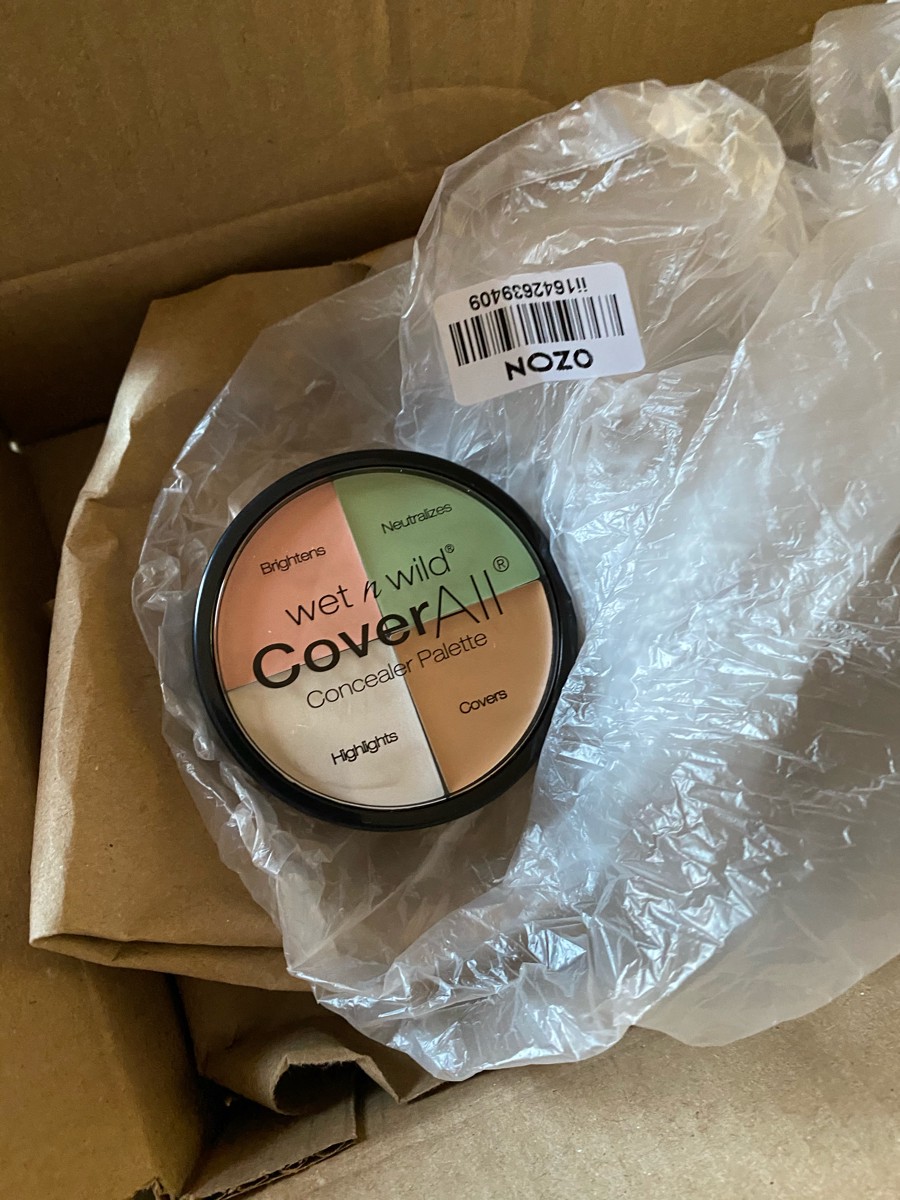 OZON
ii1642639409
Neutralizes
Brightens
wet n wild®
CoverAll®
Concealer Palette
Covers
Highlights